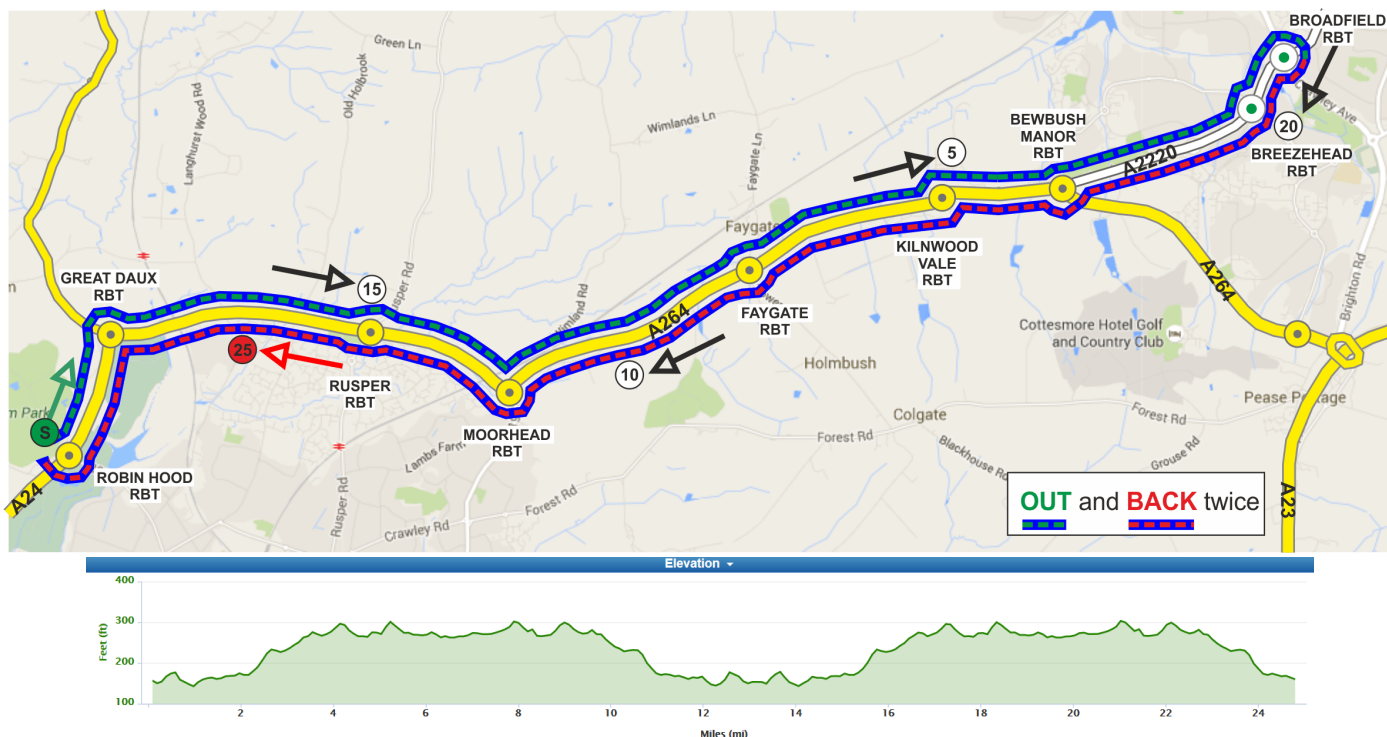 BROADFIELD
RBT
Green Ln
Old Holbrook
Langhurst Wood Rd
Wimlands Ln
Faygate Ln
BEWBUSH
MANOR
RBT
5
20
BREEZEHEAD
RBT
A2220
Faygate
KILNWOOD
VALE
RBT
GREAT DAUX
RBT
15
Rusper Rd
Wimland Rd
A264
FAYGATE
RBT
A264
Brighton Rd
Cottesmore Hotel Golf
and Country Club
25
RUSPER
RBT
10
Holmbush
Pease Pottage
Colgate
Forest Rd
Forest Rd
MOORHEAD
RBT
S
ROBIN HOOD
RBT
Lambs Farm
Blackhouse Rd
Grouse Rd
A24
Rusper Rd
Crawley Rd
Forest Rd
A23
OUT and BACK twice
Elevation
400
300
200
100
Feet (ft)
2 4 6 8 10 12 14 16 18 20 22 24
Miles (mi)